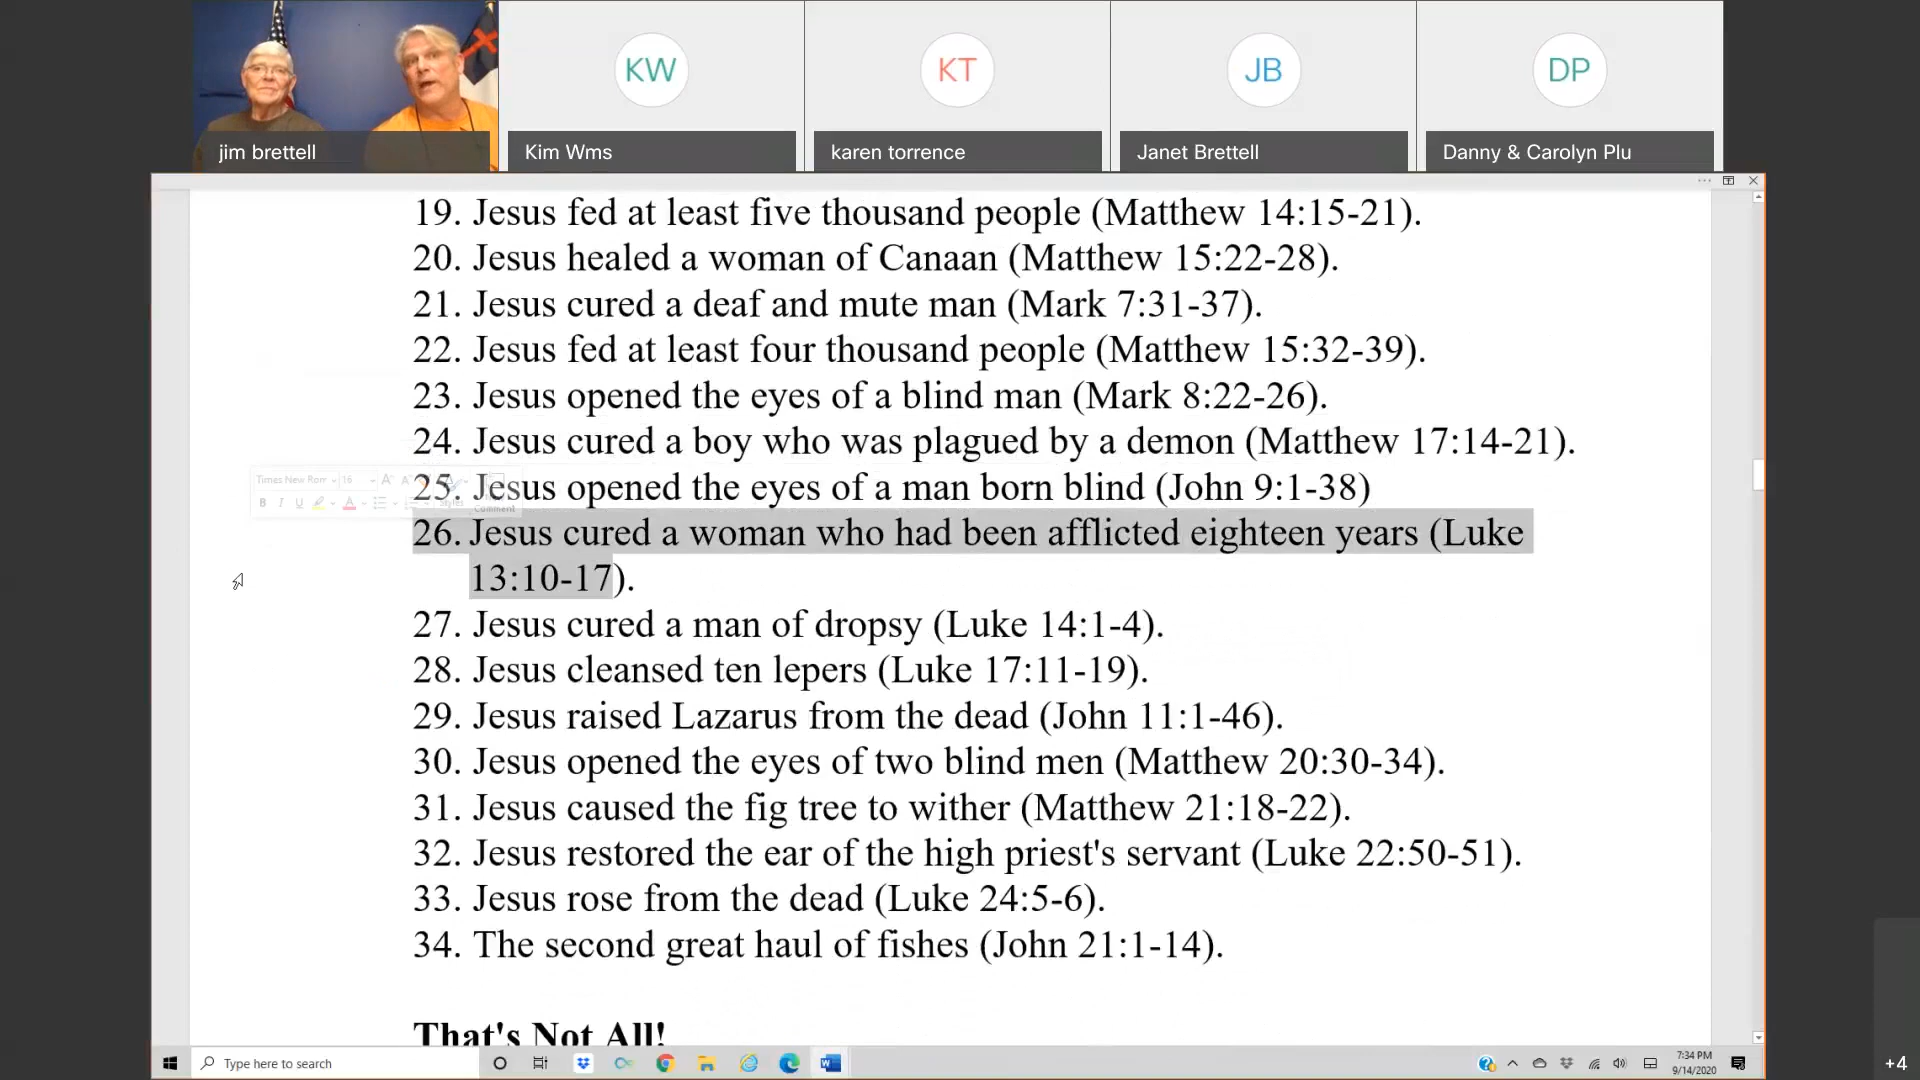 KW
KT
JB
DP
jim brettell
Kim Wms
karen torrence
Janet Brettell
Danny & Carolyn Plu
19. Jesus fed at least five thousand people (Matthew 14:15-21).
20. Jesus healed a woman of Canaan (Matthew 15:22-28).
21. Jesus cured a deaf and mute man (Mark 7:31-37).
22. Jesus fed at least four thousand people (Matthew 15:32-39).
23. Jesus opened the eyes of a blind man (Mark 8:22-26).
24. Jesus cured a boy who was plagued by a demon (Matthew 17:14-21).
Times New Rom 16
25. Jesus opened the eyes of a man born blind (John 9:1-38)
B I U A Styles Comment
26. Jesus cured a woman who had been afflicted eighteen years (Luke
13:10-17).
27. Jesus cured a man of dropsy (Luke 14:1-4).
28. Jesus cleansed ten lepers (Luke 17:11-19).
29. Jesus raised Lazarus from the dead (John 11:1-46).
30. Jesus opened the eyes of two blind men (Matthew 20:30-34).
31. Jesus caused the fig tree to wither (Matthew 21:18-22).
32. Jesus restored the ear of the high priest's servant (Luke 22:50-51).
33. Jesus rose from the dead (Luke 24:5-6).
34. The second great haul of fishes (John 21:1-14).
That's Not All!
Type here to search
7:34 PM
9/14/2020
+4